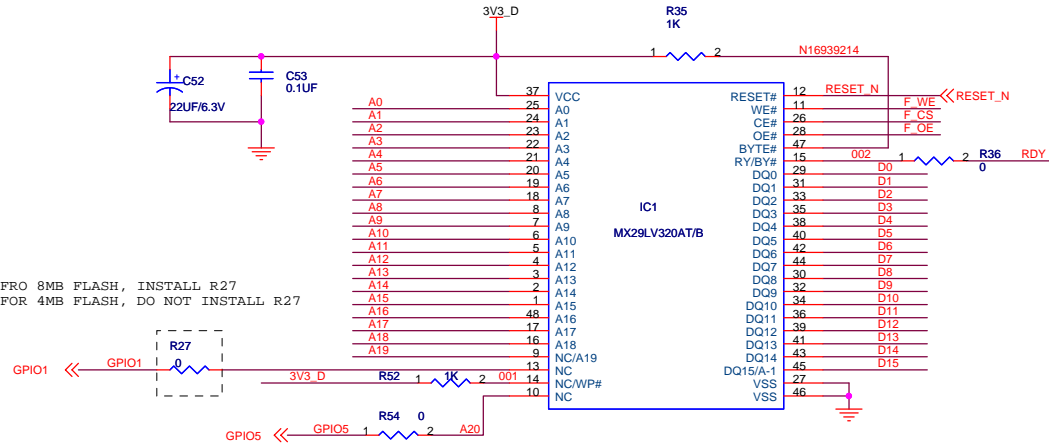 3V3_D
R35
1K
1 2 N16939214
C52
22UF/6.3V
C53
0.1UF
A0 25 A0
A1 24 A1
A2 23 A2
A3 22 A3
A4 21 A4
A5 20 A5
A6 19 A6
A7 18 A7
A8 8 A8
A9 7 A9
A10 6 A10
A11 5 A11
A12 4 A12
A13 3 A13
A14 2 A14
A15 1 A15
A16 48 A16
A17 17 A17
A18 16 A18
A19 9 NC/A19
37 VCC
13 NC
14 NC/WP#
10 NC
IC1
MX29LV320AT/B
RESET# 12 RESET_N RESET_N
WE# 11 F_WE
CE# 26 F_CS
OE# 28 F_OE
BYTE# 47
RY/BY# 15 002 1 2 R36 RDY
0
DQ0 29 D0
DQ1 31 D1
DQ2 33 D2
DQ3 35 D3
DQ4 38 D4
DQ5 40 D5
DQ6 42 D6
DQ7 44 D7
DQ8 30 D8
DQ9 32 D9
DQ10 34 D10
DQ11 36 D11
DQ12 39 D12
DQ13 41 D13
DQ14 43 D14
DQ15/A-1 45 D15
VSS 27
VSS 46
FRO 8MB FLASH, INSTALL R27
FOR 4MB FLASH, DO NOT INSTALL R27
R27
0
GPIO1 GPIO1
3V3_D R52 1 1K 2 001
R54 0
GPIO5 GPIO5 1 2 A20